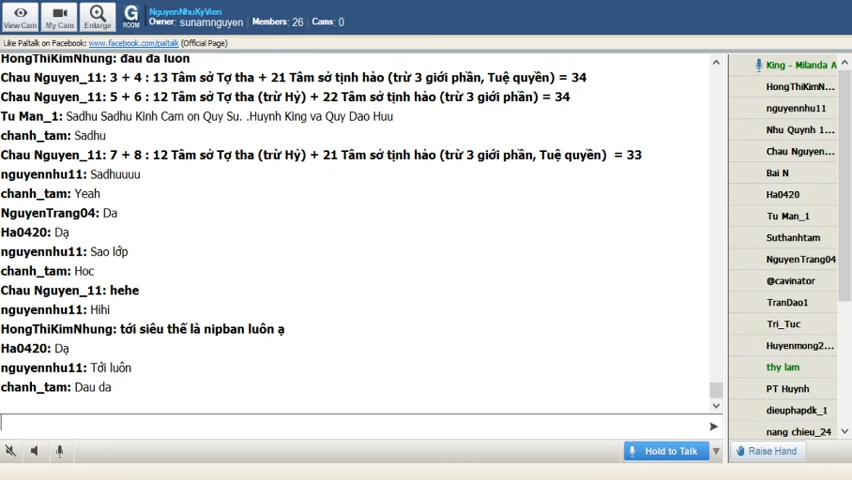 View Cam
My Cam
Enlarge
G
ROOM
NguyenNhuKyVien
Owner: sunamnguyen Members: 26 Cams: 0
Like Paltalk on Facebook: www.facebook.com/paltalk (Official Page)
HongThiKimNhung: đâu đã luôn
Chau Nguyen_11: 3 + 4 : 13 Tâm sở Tợ tha + 21 Tâm sở tịnh hảo (trừ 3 giới phần, Tuệ quyền) = 34
Chau Nguyen_11: 5 + 6 : 12 Tâm sở Tợ tha (trừ Hỷ) + 22 Tâm sở tịnh hảo (trừ 3 giới phần) = 34
Tu Man_1: Sadhu Sadhu Kinh Cam on Quy Su. .Huynh King va Quy Dao Huu
chanh_tam: Sadhu
Chau Nguyen_11: 7 + 8 : 12 Tâm sở Tợ tha (trừ Hỷ) + 21 Tâm sở tịnh hảo (trừ 3 giới phần, Tuệ quyền) = 33
nguyennhu11: Sadhuuuu
chanh_tam: Yeah
NguyenTrang04: Da
Ha0420: Dạ
nguyennhu11: Sao lớp
chanh_tam: Hoc
Chau Nguyen_11: hehe
nguyennhu11: Hihi
HongThiKimNhung: tới siêu thế là nipban luôn ạ
Ha0420: Dạ
nguyennhu11: Tới luôn
chanh_tam: Dau da
King - Milanda A
HongThiKimN...
nguyennhu11
Nhu Quynh 1...
Chau Nguyen...
Bai N
Ha0420
Tu Man_1
Suthanhtam
NguyenTrang04
@cavinator
TranDao1
Tri_Tuc
Huyenmong2...
thy lam
PT Huynh
dieuphapdk_1
nang chieu_24
Hold to Talk
Raise Hand